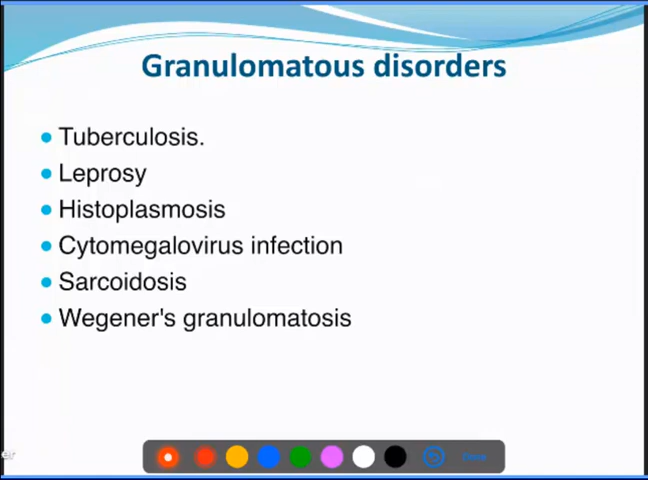 Granulomatous disorders
Tuberculosis.
Leprosy
Histoplasmosis
Cytomegalovirus infection
Sarcoidosis
Wegener's granulomatosis